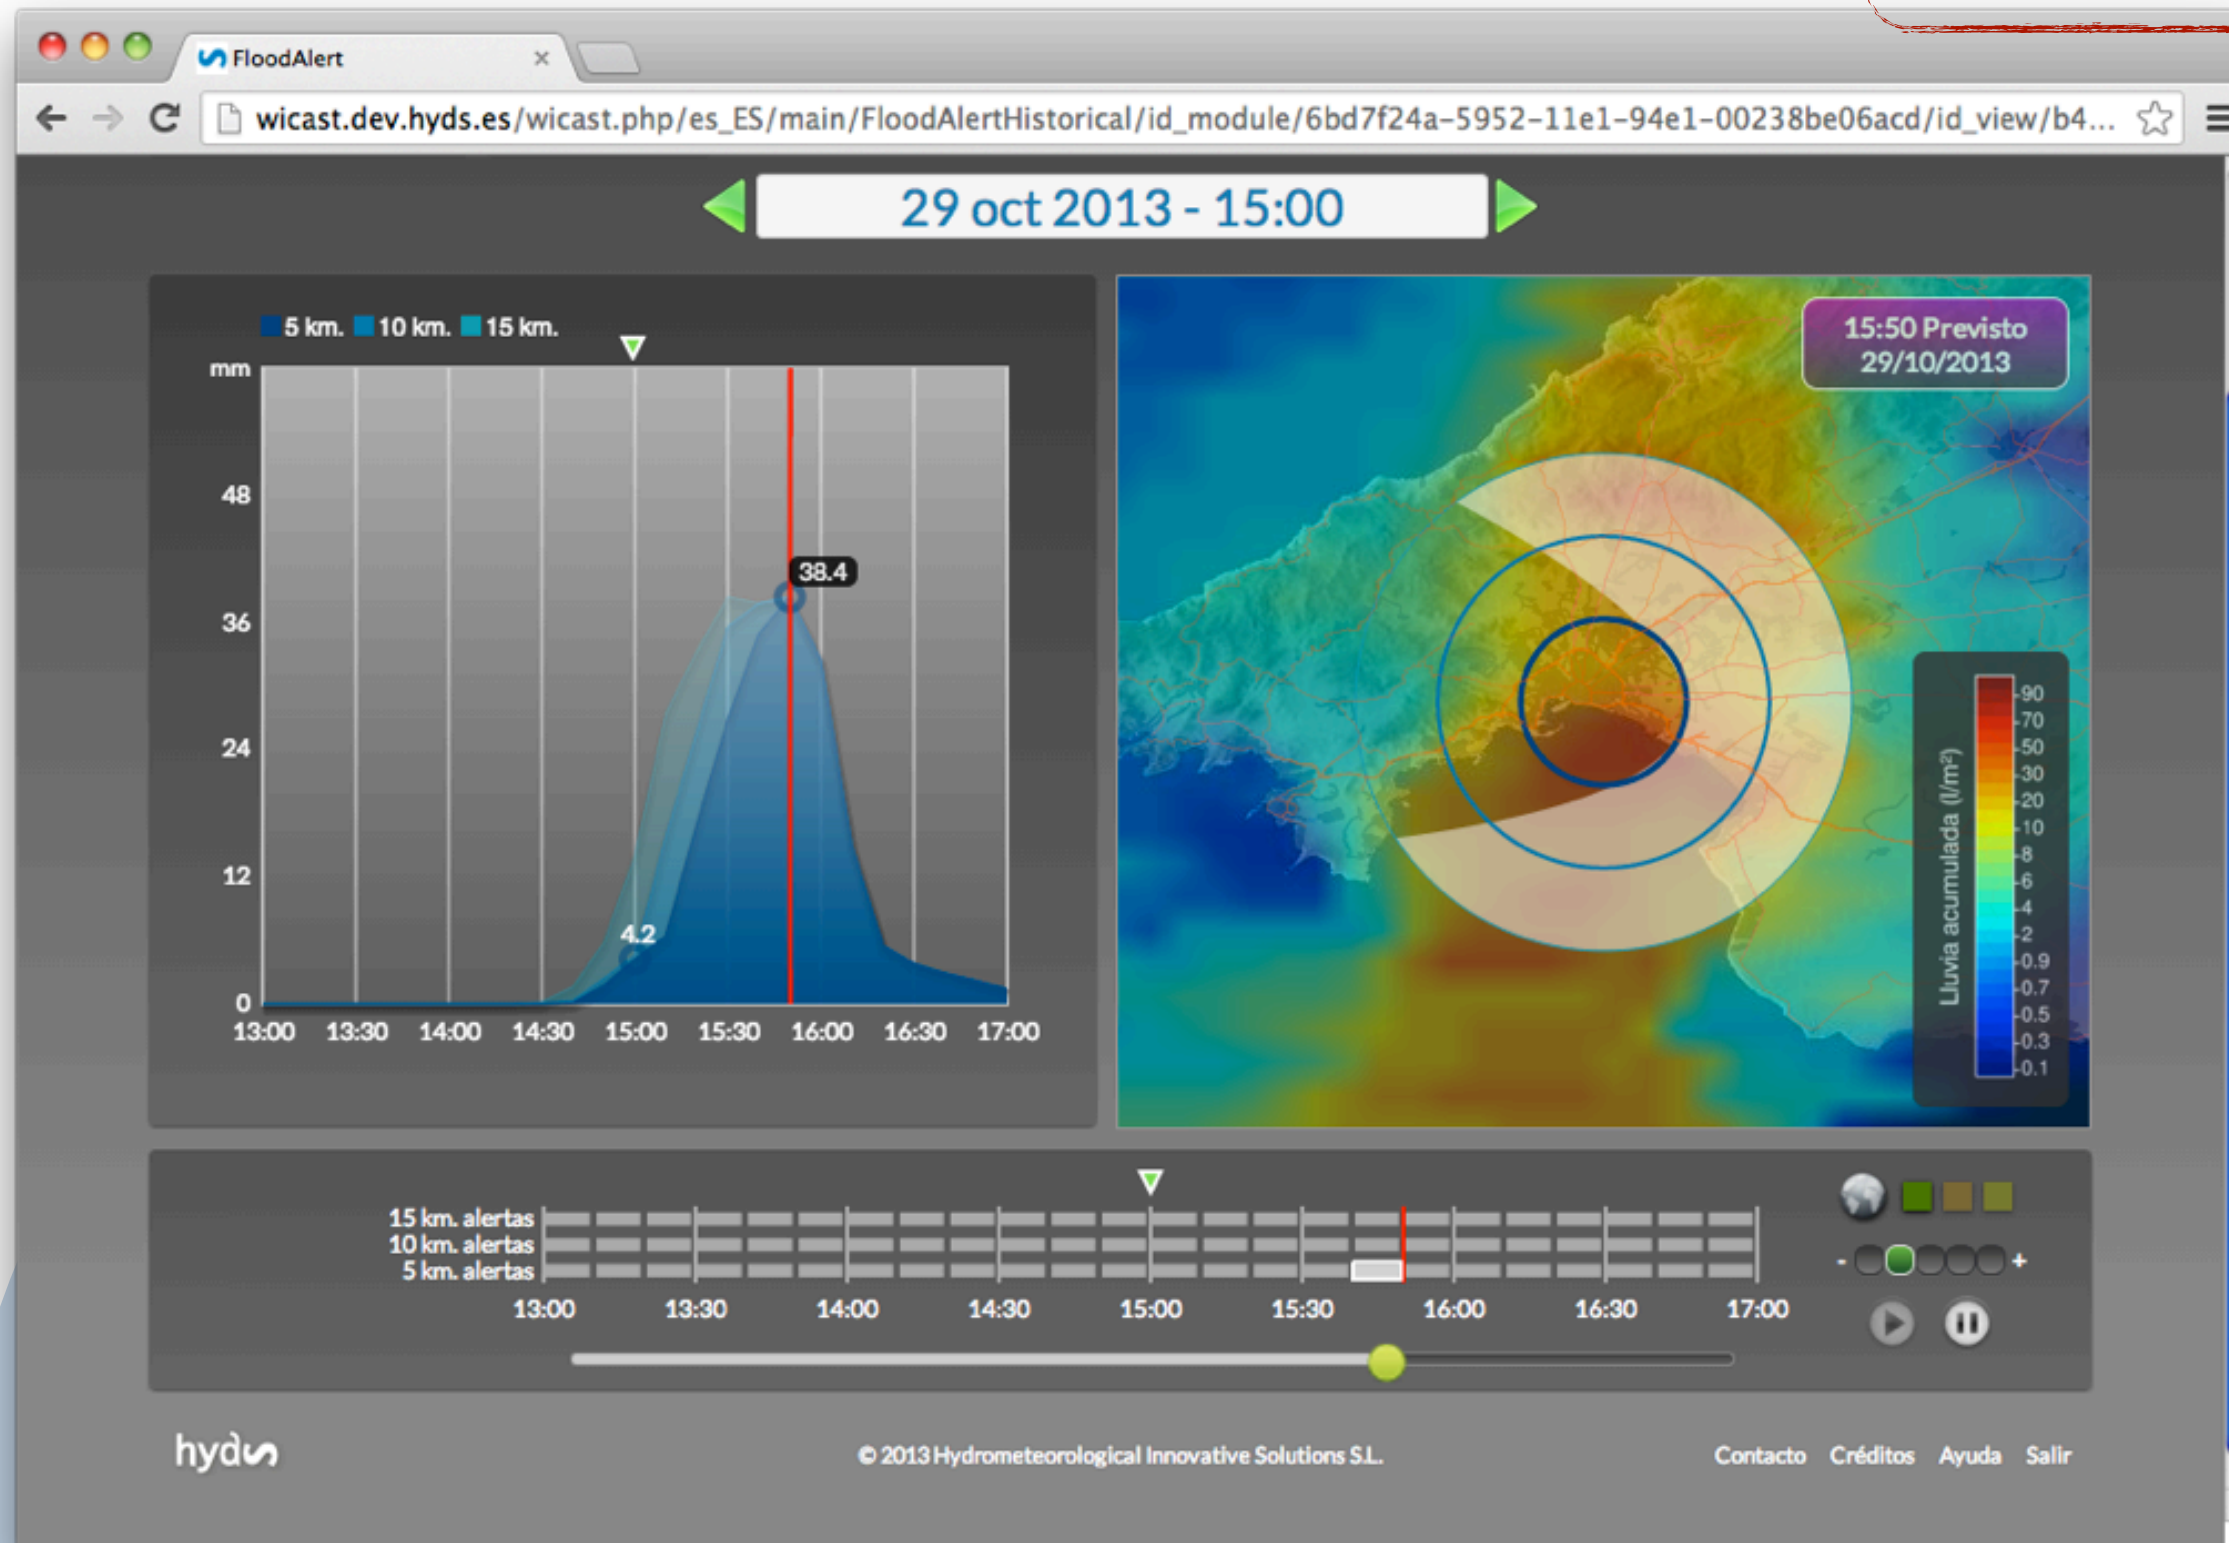 FloodAlert
wicast.dev.hyds.es/wicast.php/es_ES/main/FloodAlertHistorical/id_module/6bd7f24a-5952-11e1-94e1-00238be06acd/id_view/b4...
29 oct 2013 - 15:00
5 km. 10 km. 15 km.
mm
48
36
24
12
0
38.4
4.2
13:00 13:30 14:00 14:30 15:00 15:30 16:00 16:30 17:00
15:50 Previsto
29/10/2013
Lluvia acumulada (l/m²)
90
70
50
30
20
10
8
6
4
2
0.9
0.7
0.5
0.3
0.1
15 km. alertas
10 km. alertas
5 km. alertas
13:00 13:30 14:00 14:30 15:00 15:30 16:00 16:30 17:00
- +
hyds
© 2013 Hydrometeorological Innovative Solutions S.L.
Contacto Créditos Ayuda Salir